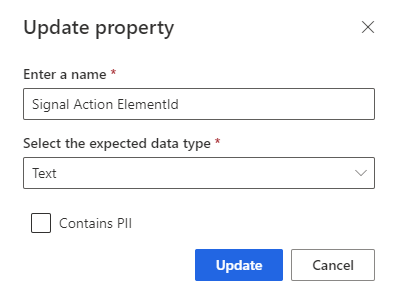 Update property
Enter a name *
Signal Action ElementId
Select the expected data type *
Text
Contains PII
Update
Cancel